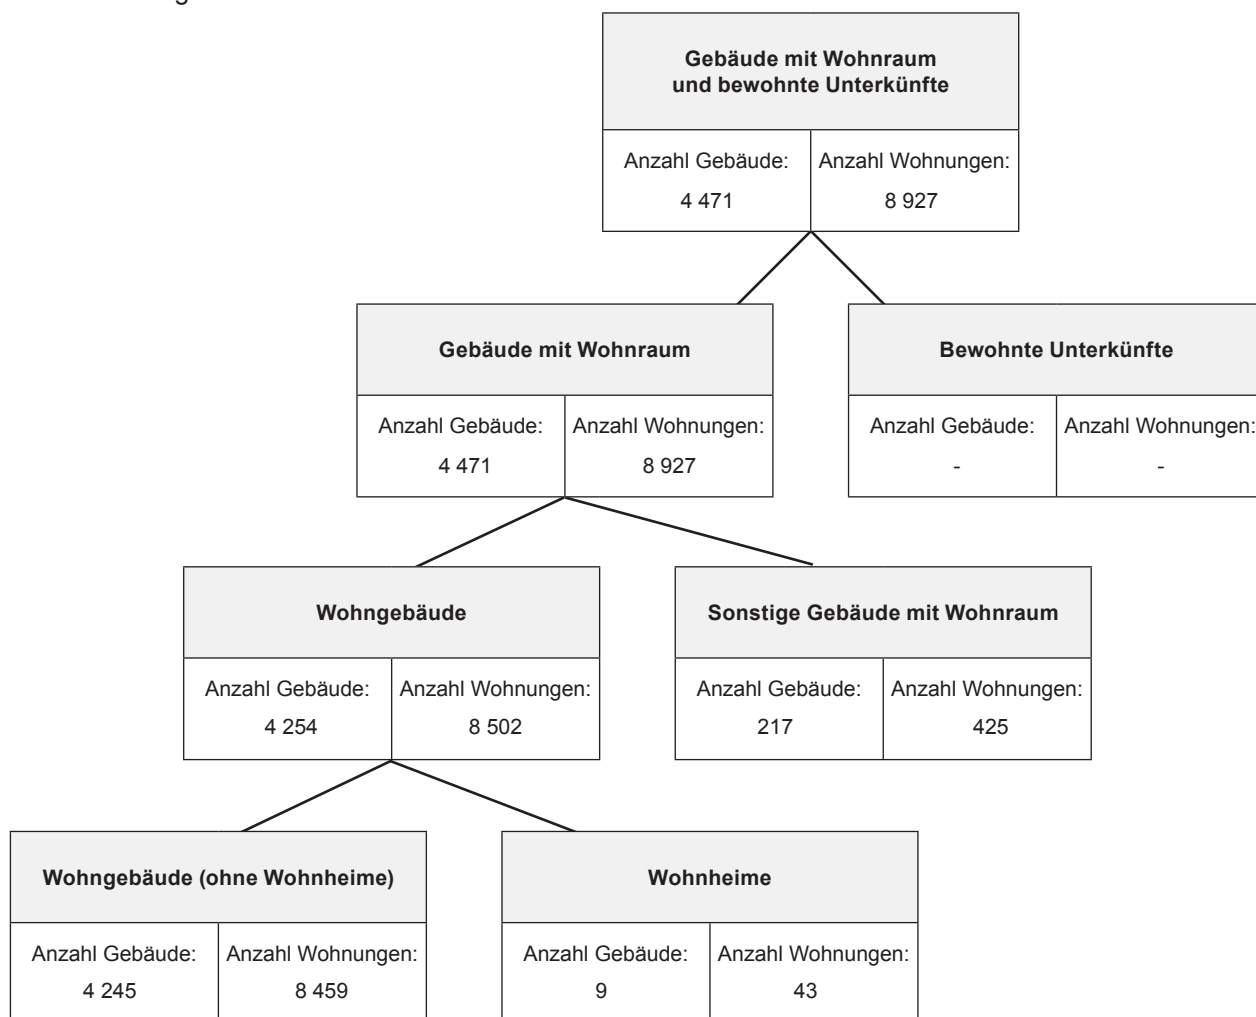 Gebäude mit Wohnraum
und bewohnte Unterkünfte
Anzahl Gebäude: Anzahl Wohnungen:
4 471 8 927
Gebäude mit Wohnraum
Bewohnte Unterkünfte
Anzahl Gebäude: Anzahl Wohnungen:
4 471 8 927
Anzahl Gebäude: Anzahl Wohnungen:
- -
Wohngebäude
Sonstige Gebäude mit Wohnraum
Anzahl Gebäude: Anzahl Wohnungen:
4 254 8 502
Anzahl Gebäude: Anzahl Wohnungen:
217 425
Wohngebäude (ohne Wohnheime)
Wohnheime
Anzahl Gebäude: Anzahl Wohnungen:
4 245 8 459
Anzahl Gebäude: Anzahl Wohnungen:
9 43